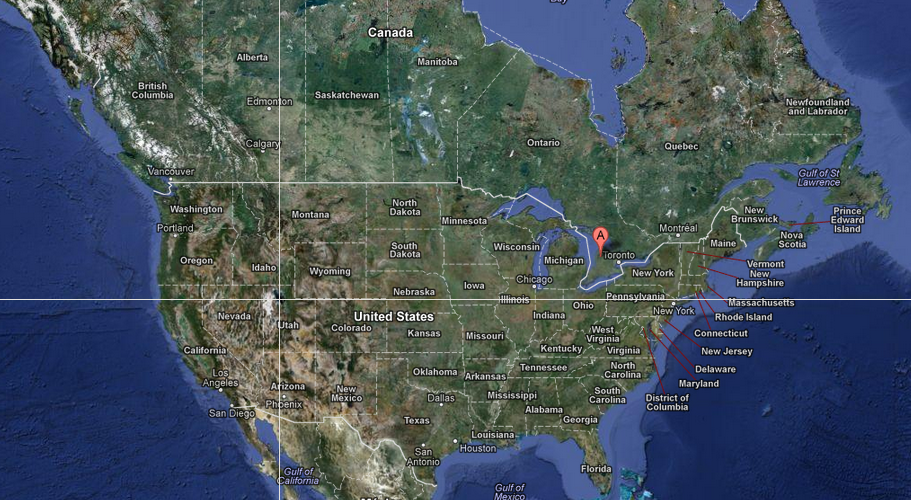 Canada
Alberta
Manitoba
British
Columbia
Edmonton
Saskatchewan
Newfoundland
and Labrador
Calgary
Ontario
Quebec
Vancouver
Gulf of St
Lawrence
Washington
Montana
North
Dakota
Minnesota
New
Brunswick
Prince
Edward
Island
Portland
Montréal
A
Nova
Scotia
Maine
Oregon
Idaho
Wyoming
South
Dakota
Wisconsin
Michigan
Toronto
Vermont
New York
New
Hampshire
Chicago
Nebraska
Iowa
Illinois
Ohio
Pennsylvania
Massachusetts
New York
Rhode Island
Nevada
Utah
Colorado
United States
Kansas
Missouri
Indiana
West
Virginia
Connecticut
California
Kentucky
Virginia
New Jersey
Los
Angeles
Arizona
Phoenix
New
Mexico
Oklahoma
Arkansas
Tennessee
North
Carolina
Delaware
Maryland
San Diego
Dallas
Mississippi
Alabama
South
Carolina
District of
Columbia
Texas
Georgia
Louisiana
Houston
San
Antonio
Florida
Gulf of
California
Gulf of
Mexico